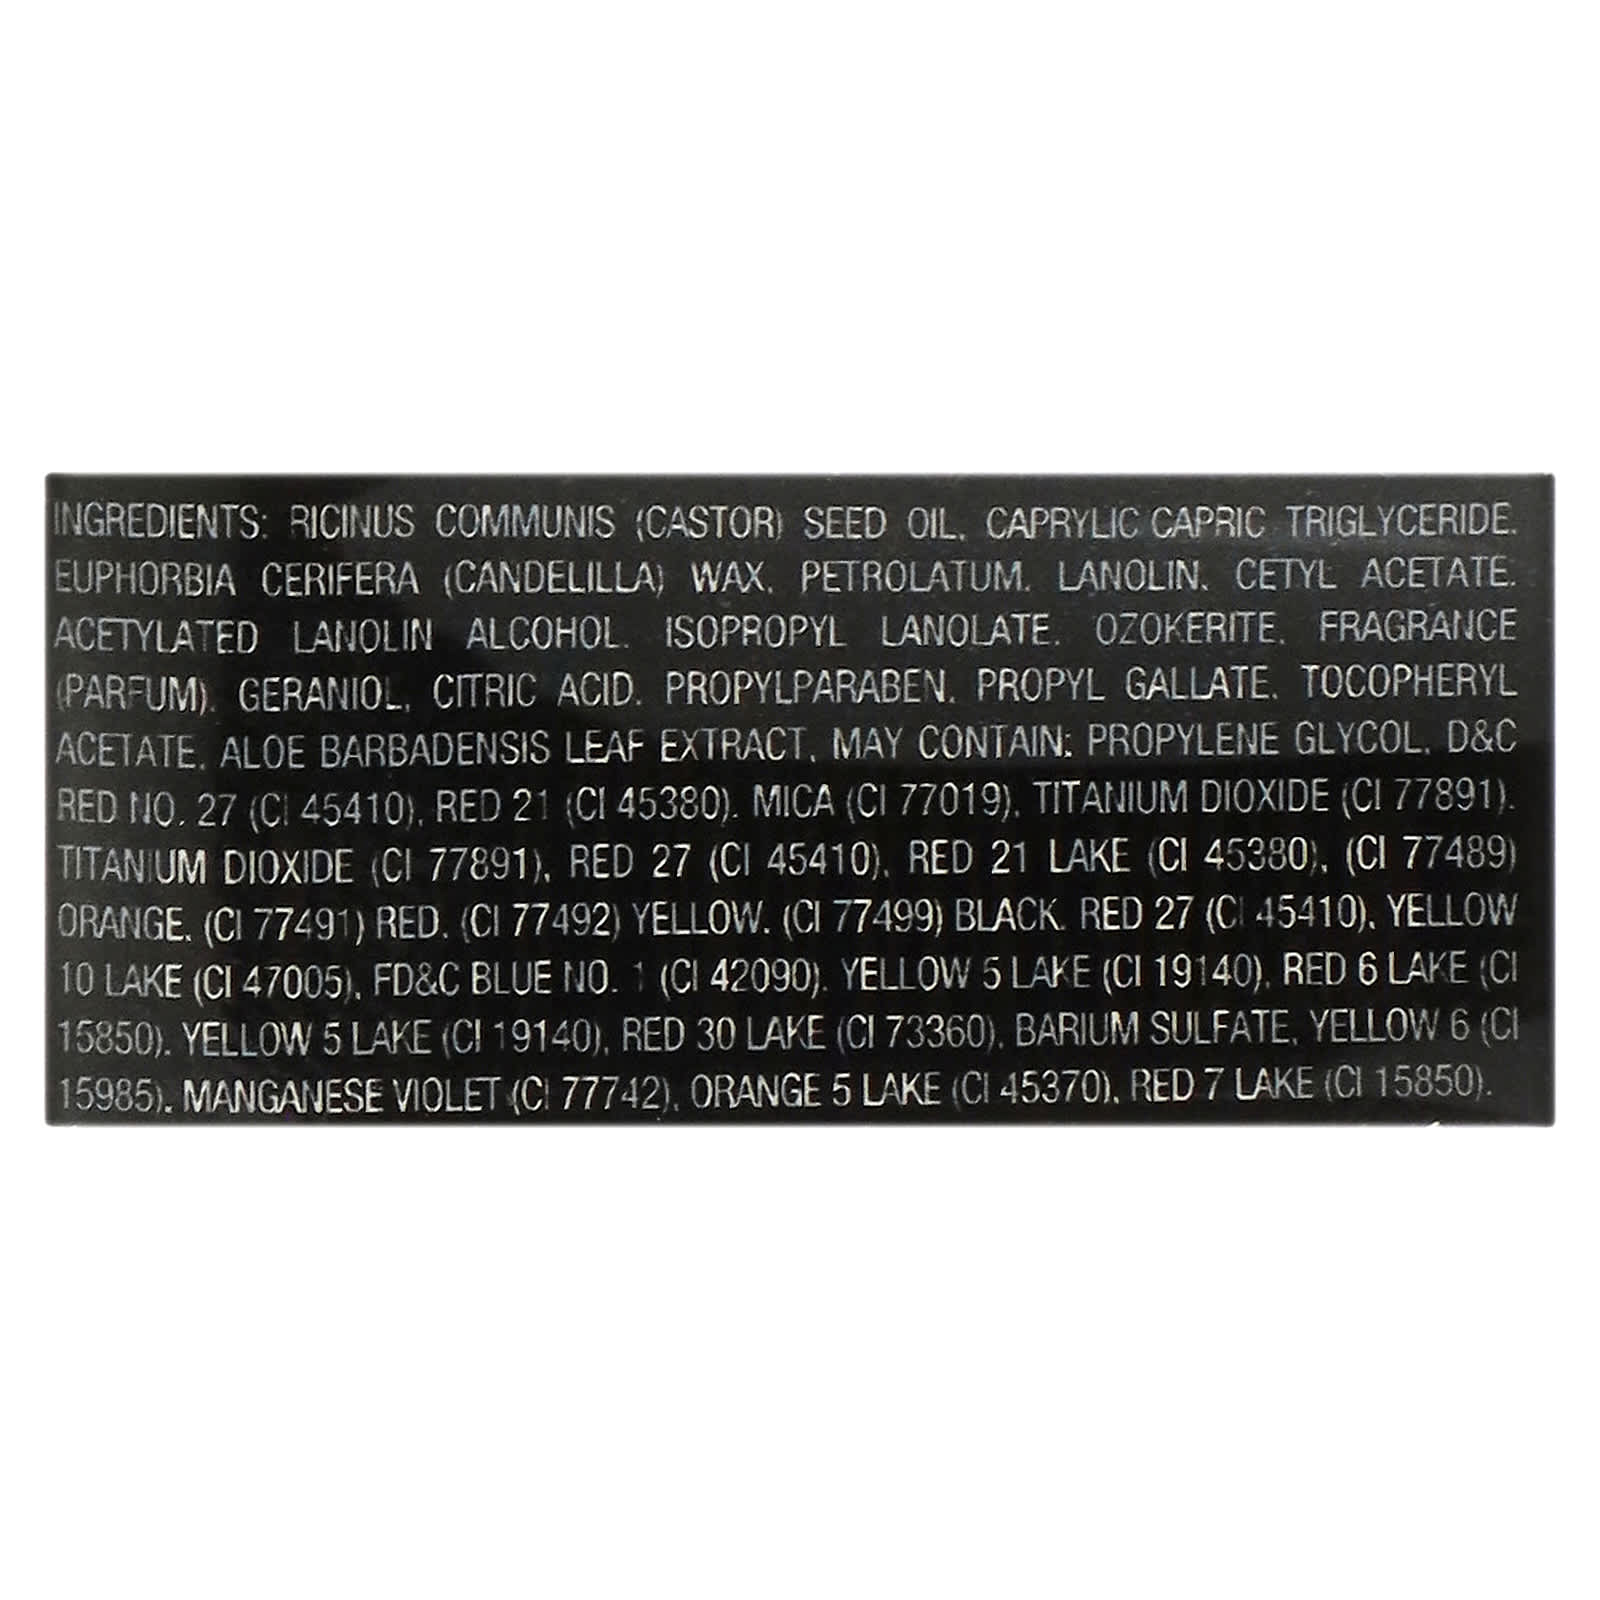 INGREDIENTS: RICINUS COMMUNIS (CASTOR) SEED OIL, CAPRYLIC CAPRIC TRIGLYCERIDE,
EUPHORBIA CERIFERA (CANDELILLA) WAX, PETROLATUM, LANOLIN, CETYL ACETATE,
ACETYLATED LANOLIN ALCOHOL, ISOPROPYL LANOLATE, OZOKERITE, FRAGRANCE
(PARFUM), GERANIOL, CITRIC ACID, PROPYLPARABEN, PROPYL GALLATE, TOCOPHERYL
ACETATE, ALOE BARBADENSIS LEAF EXTRACT, MAY CONTAIN: PROPYLENE GLYCOL, D&C
RED NO. 27 (CI 45410), RED 21 (CI 45380), MICA (CI 77019), TITANIUM DIOXIDE (CI 77891),
TITANIUM DIOXIDE (CI 77891), RED 27 (CI 45410), RED 21 LAKE (CI 45380), (CI 77489)
ORANGE, (CI 77491) RED, (CI 77492) YELLOW, (CI 77499) BLACK, RED 27 (CI 45410), YELLOW
10 LAKE (CI 47005), FD&C BLUE NO. 1 (CI 42090), YELLOW 5 LAKE (CI 19140), RED 6 LAKE (CI
15850), YELLOW 5 LAKE (CI 19140), RED 30 LAKE (CI 73360), BARIUM SULFATE, YELLOW 6 (CI
15985), MANGANESE VIOLET (CI 77742), ORANGE 5 LAKE (CI 45370), RED 7 LAKE (CI 15850).